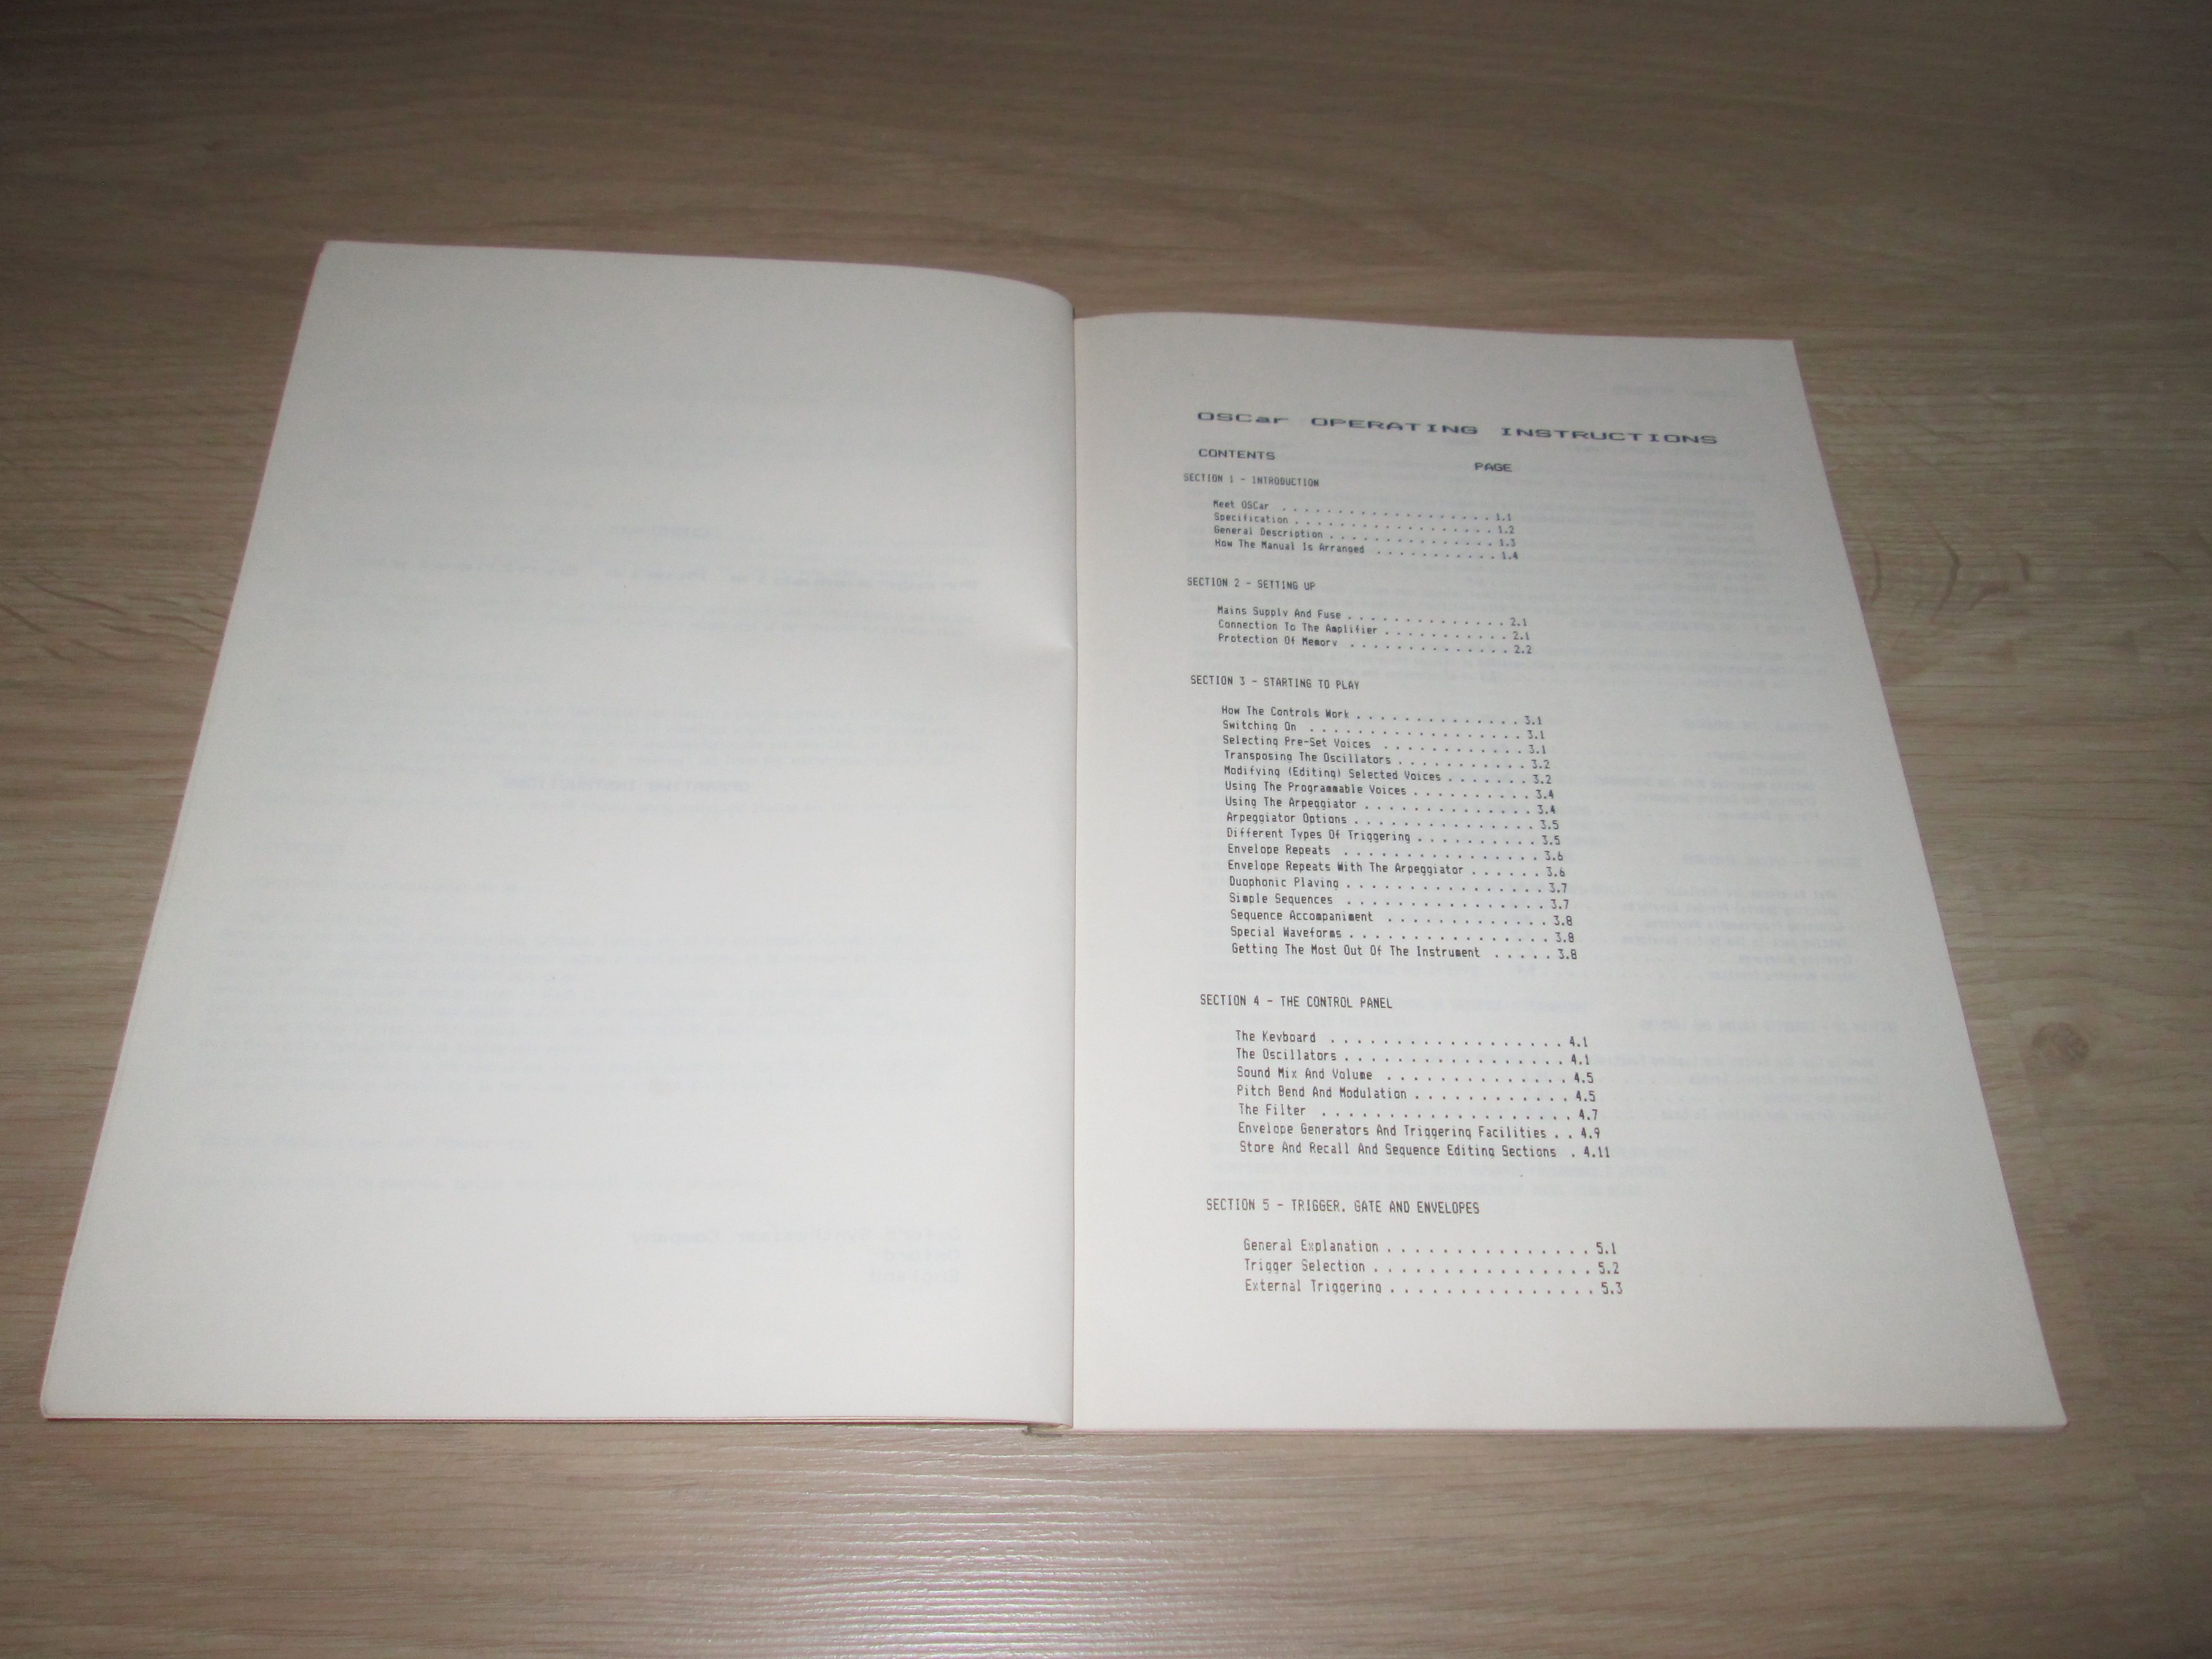 OSCar OPERATING INSTRUCTIONS
CONTENTS PAGE
SECTION 1 - INTRODUCTION
Meet OSCar . . . . . . . . . . . . . . . . . . . 1.1
Specification . . . . . . . . . . . . . . . . . . 1.2
General Description . . . . . . . . . . . . . . . 1.3
How The Manual Is Arranged . . . . . . . . . . . 1.4
SECTION 2 - SETTING UP
Mains Supply And Fuse . . . . . . . . . . . . . . 2.1
Connection To The Amplifier . . . . . . . . . . . 2.1
Protection Of Memory . . . . . . . . . . . . . . 2.2
SECTION 3 - STARTING TO PLAY
How The Controls Work . . . . . . . . . . . . . . 3.1
Switching On . . . . . . . . . . . . . . . . . . 3.1
Selecting Pre-Set Voices . . . . . . . . . . . . 3.1
Transposing The Oscillators . . . . . . . . . . . 3.2
Modifying (Editing) Selected Voices . . . . . . . 3.2
Using The Programmable Voices . . . . . . . . . . 3.4
Using The Arpeggiator . . . . . . . . . . . . . . 3.4
Arpeggiator Options . . . . . . . . . . . . . . . 3.5
Different Types Of Triggering . . . . . . . . . . 3.5
Envelope Repeats . . . . . . . . . . . . . . . . 3.6
Envelope Repeats With The Arpeggiator . . . . . . 3.6
Duophonic Playing . . . . . . . . . . . . . . . . 3.7
Simple Sequences . . . . . . . . . . . . . . . . 3.7
Sequence Accompaniment . . . . . . . . . . . . . 3.8
Special Waveforms . . . . . . . . . . . . . . . . 3.8
Getting The Most Out Of The Instrument . . . . . 3.8
SECTION 4 - THE CONTROL PANEL
The Keyboard . . . . . . . . . . . . . . . . . . 4.1
The Oscillators . . . . . . . . . . . . . . . . . 4.1
Sound Mix And Volume . . . . . . . . . . . . . . 4.5
Pitch Bend And Modulation . . . . . . . . . . . . 4.5
The Filter . . . . . . . . . . . . . . . . . . . 4.7
Envelope Generators And Triggering Facilities . . 4.9
Store And Recall And Sequence Editing Sections . 4.11
SECTION 5 - TRIGGER, GATE AND ENVELOPES
General Explanation . . . . . . . . . . . . . . . 5.1
Trigger Selection . . . . . . . . . . . . . . . . 5.2
External Triggering . . . . . . . . . . . . . . . 5.3